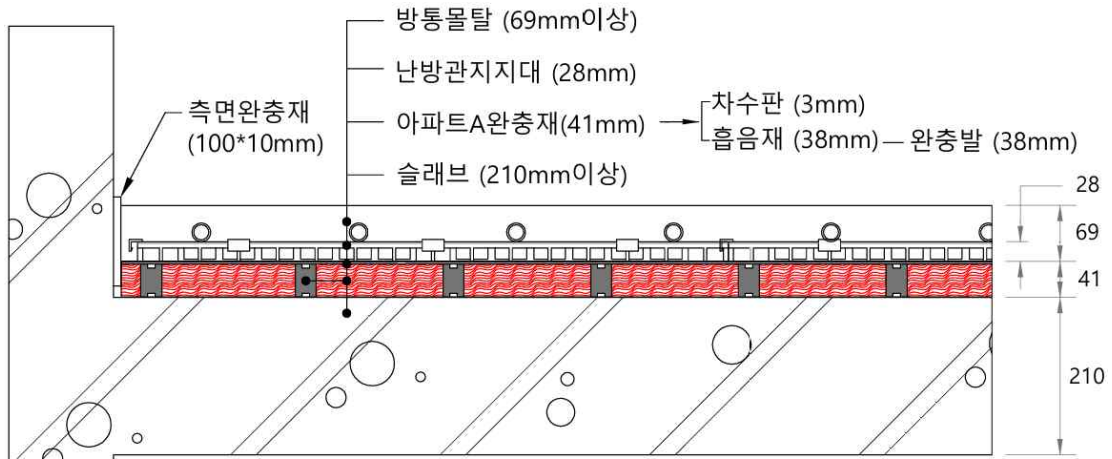 방통몰탈 (69mm이상)
난방관지지대 (28mm)
측면완충재
(100*10mm)
아파트A완충재(41mm)
차수판 (3mm)
흡음재 (38mm)
완충발 (38mm)
슬래브 (210mm이상)
28
69
41
210